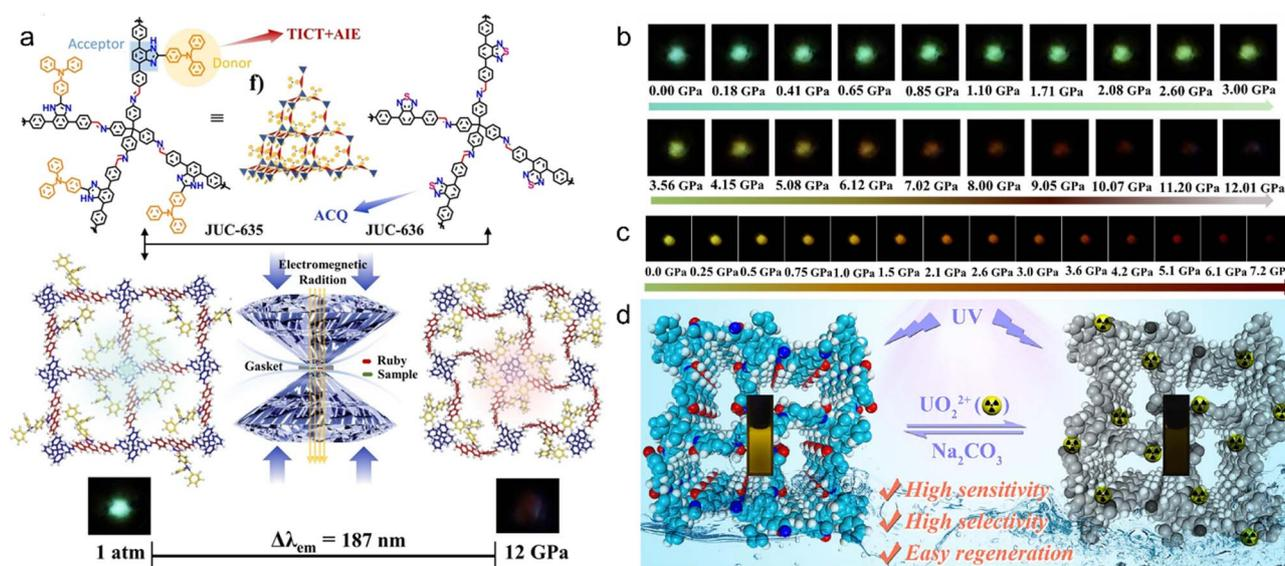 a
Acceptor
TICT+AIE
Donor
f)
≡
ACQ
JUC-635
JUC-636
Electromagnetic
Radition
Gasket
Ruby
Sample
1 atm
Δλem = 187 nm
12 GPa
b
0.00 GPa 0.18 GPa 0.41 GPa 0.65 GPa 0.85 GPa 1.10 GPa 1.71 GPa 2.08 GPa 2.60 GPa 3.00 GPa
3.56 GPa 4.15 GPa 5.08 GPa 6.12 GPa 7.02 GPa 8.00 GPa 9.05 GPa 10.07 GPa 11.20 GPa 12.01 GPa
c
0.0 GPa 0.25 GPa 0.5 GPa 0.75 GPa 1.0 GPa 1.5 GPa 2.1 GPa 2.6 GPa 3.0 GPa 3.6 GPa 4.2 GPa 5.1 GPa 6.1 GPa 7.2 GPa
d
UV
UO₂²⁺ ( )
Na₂CO₃
High sensitivity
High selectivity
Easy regeneration